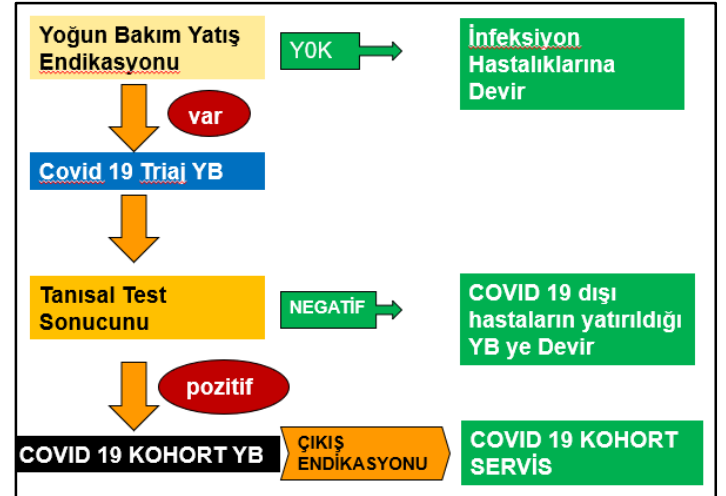 Yoğun Bakım Yatış
Endikasyonu
Y0K
İnfeksiyon
Hastalıklarına
Devir
var
Covid 19 Triaj YB
Tanısal Test
Sonucunu
NEGATİF
COVID 19 dışı
hastaların yatırıldığı
YB ye Devir
pozitif
COVID 19 KOHORT YB
ÇIKIŞ
ENDİKASYONU
COVID 19 KOHORT
SERVİS